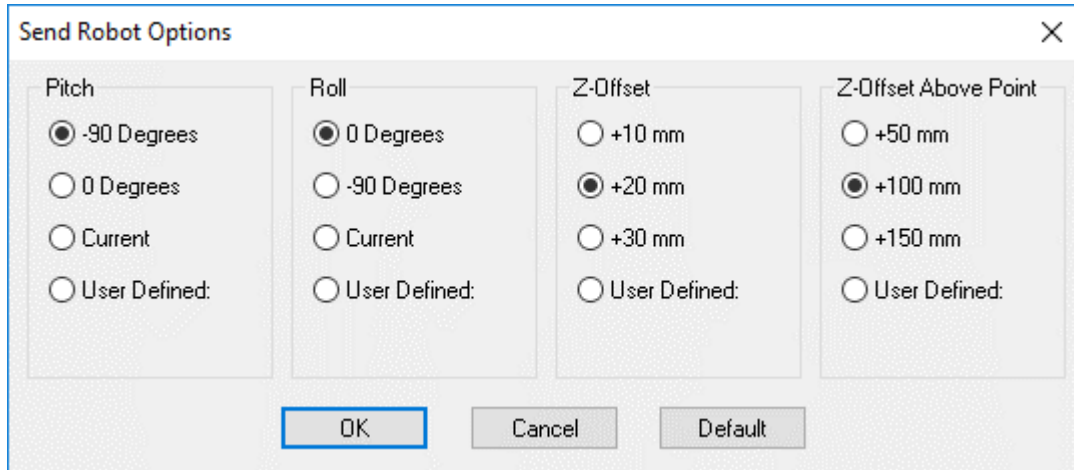 Send Robot Options
Pitch
-90 Degrees
0 Degrees
Current
User Defined:
Roll
0 Degrees
-90 Degrees
Current
User Defined:
Z-Offset
+10 mm
+20 mm
+30 mm
User Defined:
Z-Offset Above Point
+50 mm
+100 mm
+150 mm
User Defined:
OK
Cancel
Default